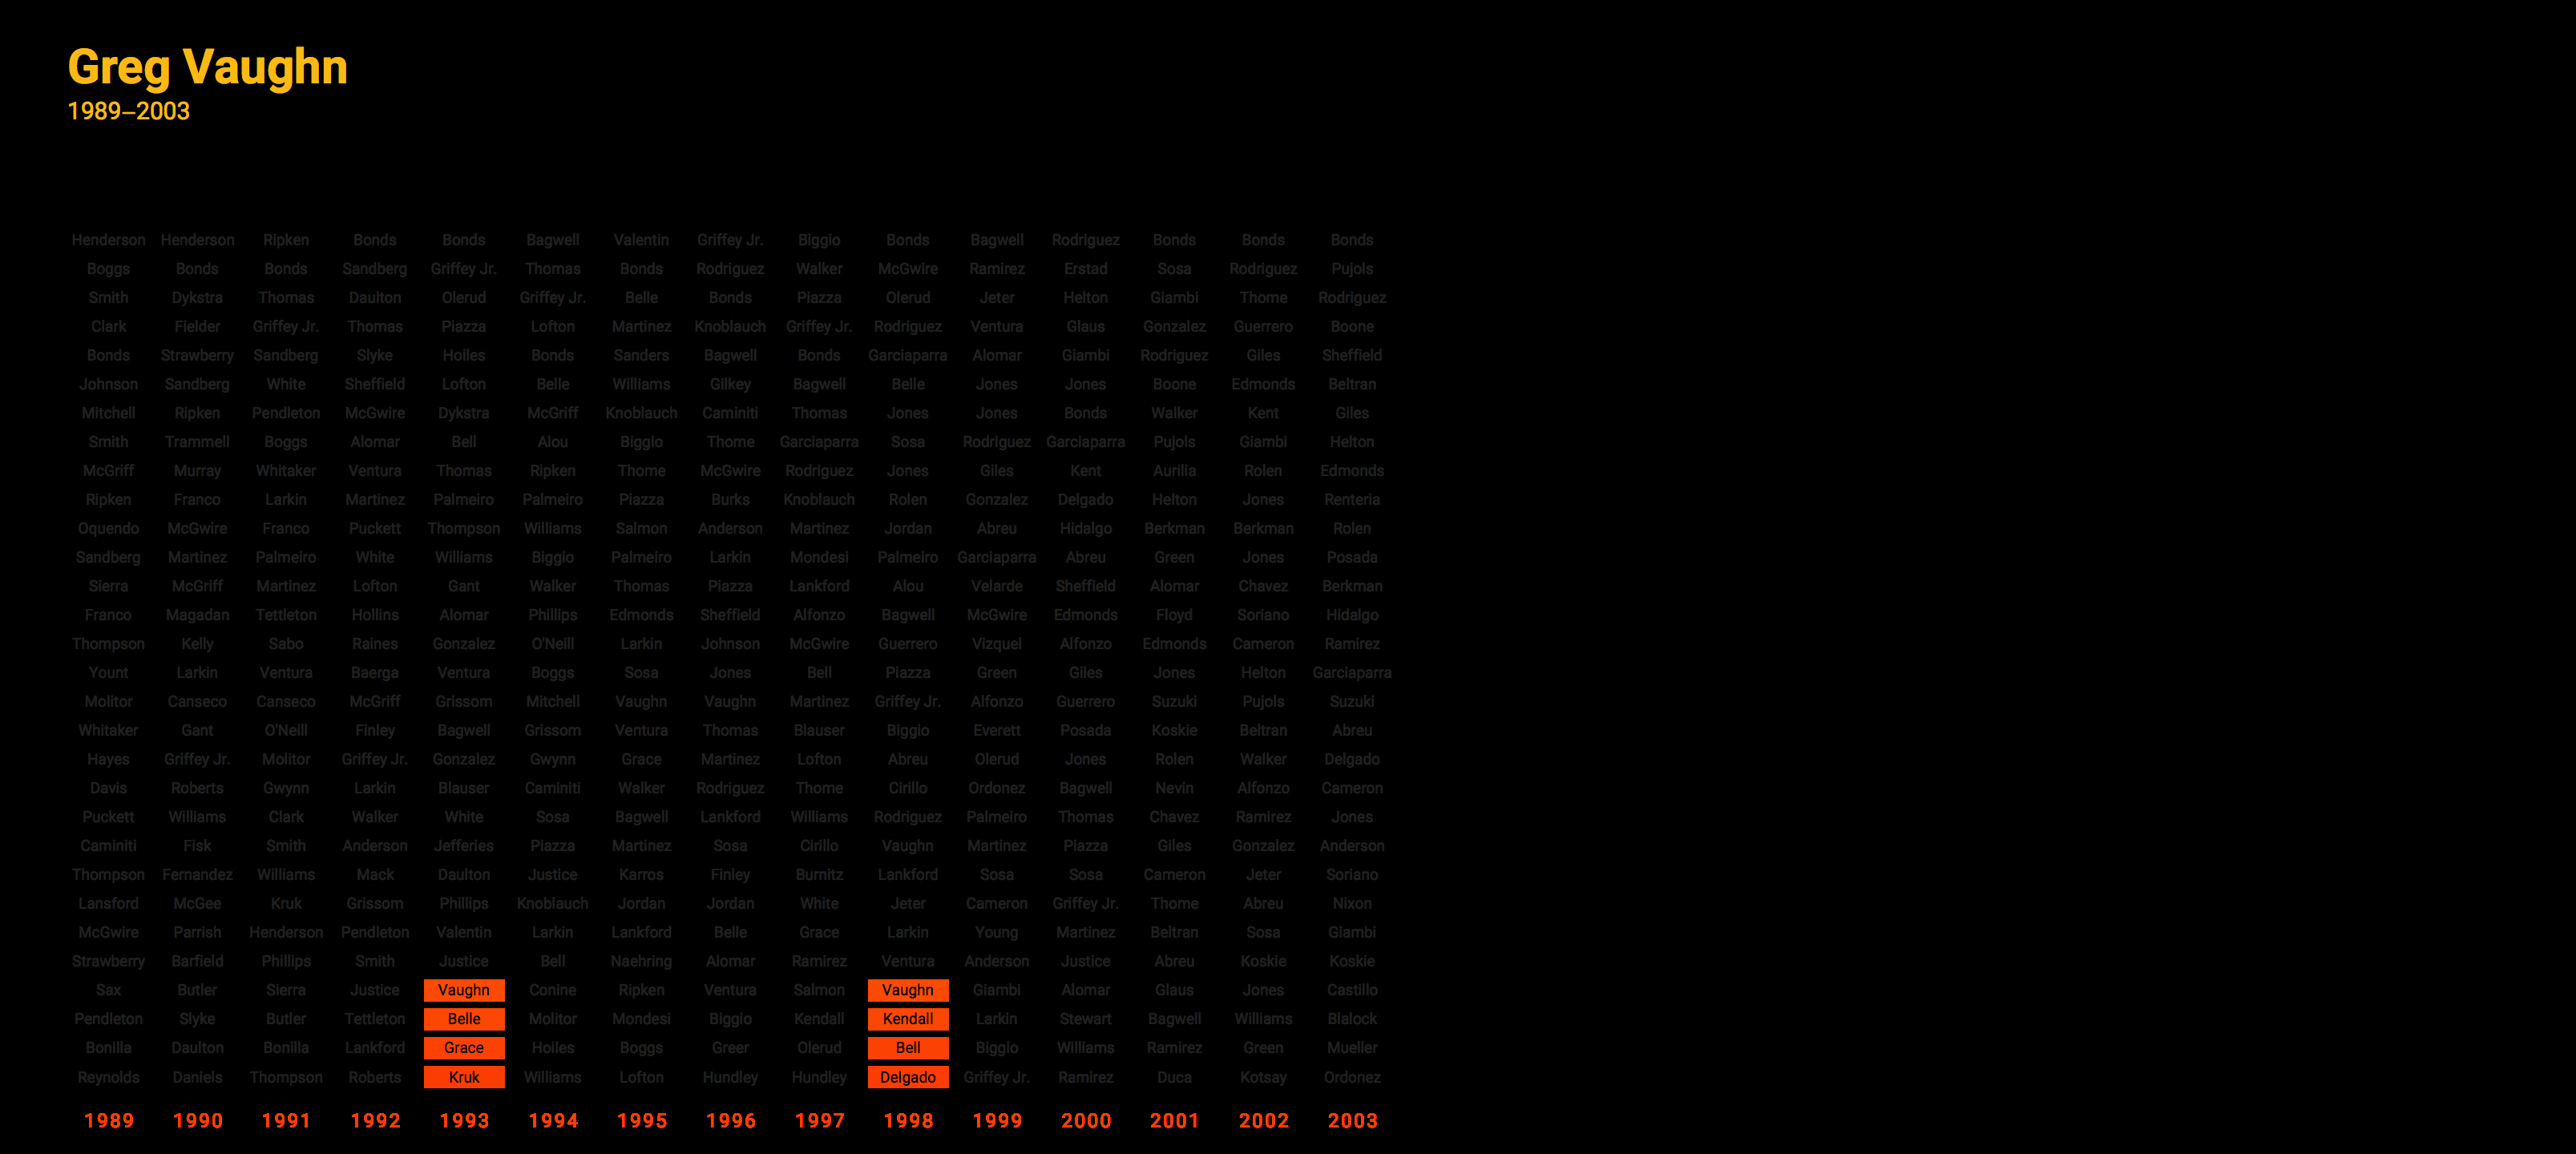 Greg Vaughn
1989–2003
Henderson Henderson Ripken Bonds Bonds Bagwell Valentin Griffey Jr. Biggio Bonds Bagwell Rodriguez Bonds Bonds Bonds
Boggs Bonds Bonds Sandberg Griffey Jr. Thomas Bonds Rodriguez Walker McGwire Ramirez Erstad Sosa Rodriguez Pujols
Smith Dykstra Thomas Daulton Olerud Griffey Jr. Belle Bonds Piazza Olerud Jeter Helton Giambi Thome Rodriguez
Clark Fielder Griffey Jr. Thomas Piazza Lofton Martinez Knoblauch Griffey Jr. Rodriguez Ventura Glaus Gonzalez Guerrero Boone
Bonds Strawberry Sandberg Slyke Hoiles Bonds Sanders Bagwell Bonds Garciaparra Alomar Giambi Rodriguez Giles Sheffield
Johnson Sandberg White Sheffield Lofton Belle Williams Gilkey Bagwell Belle Jones Jones Boone Edmonds Beltran
Mitchell Ripken Pendleton McGwire Dykstra McGriff Knoblauch Caminiti Thomas Jones Jones Bonds Walker Kent Giles
Smith Trammell Boggs Alomar Bell Alou Biggio Thome Garciaparra Sosa Rodriguez Garciaparra Pujols Giambi Helton
McGriff Murray Whitaker Ventura Thomas Ripken Thome McGwire Rodriguez Jones Giles Kent Aurilia Rolen Edmonds
Ripken Franco Larkin Martinez Palmeiro Palmeiro Piazza Burks Knoblauch Rolen Gonzalez Delgado Helton Jones Renteria
Oquendo McGwire Franco Puckett Thompson Williams Salmon Anderson Martinez Jordan Abreu Hidalgo Berkman Berkman Rolen
Sandberg Martinez Palmeiro White Williams Biggio Palmeiro Larkin Mondesi Palmeiro Garciaparra Abreu Green Jones Posada
Sierra McGriff Martinez Lofton Gant Walker Thomas Piazza Lankford Alou Velarde Sheffield Alomar Chavez Berkman
Franco Magadan Tettleton Hollins Alomar Phillips Edmonds Sheffield Alfonzo Bagwell McGwire Edmonds Floyd Soriano Hidalgo
Thompson Kelly Sabo Raines Gonzalez O'Neill Larkin Johnson McGwire Guerrero Vizquel Alfonzo Edmonds Cameron Ramirez
Yount Larkin Ventura Baerga Ventura Boggs Sosa Jones Bell Piazza Green Giles Jones Helton Garciaparra
Molitor Canseco Canseco McGriff Grissom Mitchell Vaughn Vaughn Martinez Griffey Jr. Alfonzo Guerrero Suzuki Pujols Suzuki
Whitaker Gant O'Neill Finley Bagwell Grissom Ventura Thomas Blauser Biggio Everett Posada Koskie Beltran Abreu
Hayes Griffey Jr. Molitor Griffey Jr. Gonzalez Gwynn Grace Martinez Lofton Abreu Olerud Jones Rolen Walker Delgado
Davis Roberts Gwynn Larkin Blauser Caminiti Walker Rodriguez Thome Cirillo Ordonez Bagwell Nevin Alfonzo Cameron
Puckett Williams Clark Walker White Sosa Bagwell Lankford Williams Rodriguez Palmeiro Thomas Chavez Ramirez Jones
Caminiti Fisk Smith Anderson Jefferies Piazza Martinez Sosa Cirillo Vaughn Martinez Piazza Giles Gonzalez Anderson
Thompson Fernandez Williams Mack Daulton Justice Karros Finley Burnitz Lankford Sosa Sosa Cameron Jeter Soriano
Lansford McGee Kruk Grissom Phillips Knoblauch Jordan Jordan White Jeter Cameron Griffey Jr. Thome Abreu Nixon
McGwire Parrish Henderson Pendleton Valentin Larkin Lankford Belle Grace Larkin Young Martinez Beltran Sosa Giambi
Strawberry Barfield Phillips Smith Justice Bell Naehring Alomar Ramirez Ventura Anderson Justice Abreu Koskie Koskie
Sax Butler Sierra Justice Vaughn Conine Ripken Ventura Salmon Vaughn Giambi Alomar Glaus Jones Castillo
Pendleton Slyke Butler Tettleton Belle Molitor Mondesi Biggio Kendall Kendall Larkin Stewart Bagwell Williams Blalock
Bonilla Daulton Bonilla Lankford Grace Hoiles Boggs Greer Olerud Bell Biggio Williams Ramirez Green Mueller
Reynolds Daniels Thompson Roberts Kruk Williams Lofton Hundley Hundley Delgado Griffey Jr. Ramirez Duca Kotsay Ordonez
1989 1990 1991 1992 1993 1994 1995 1996 1997 1998 1999 2000 2001 2002 2003